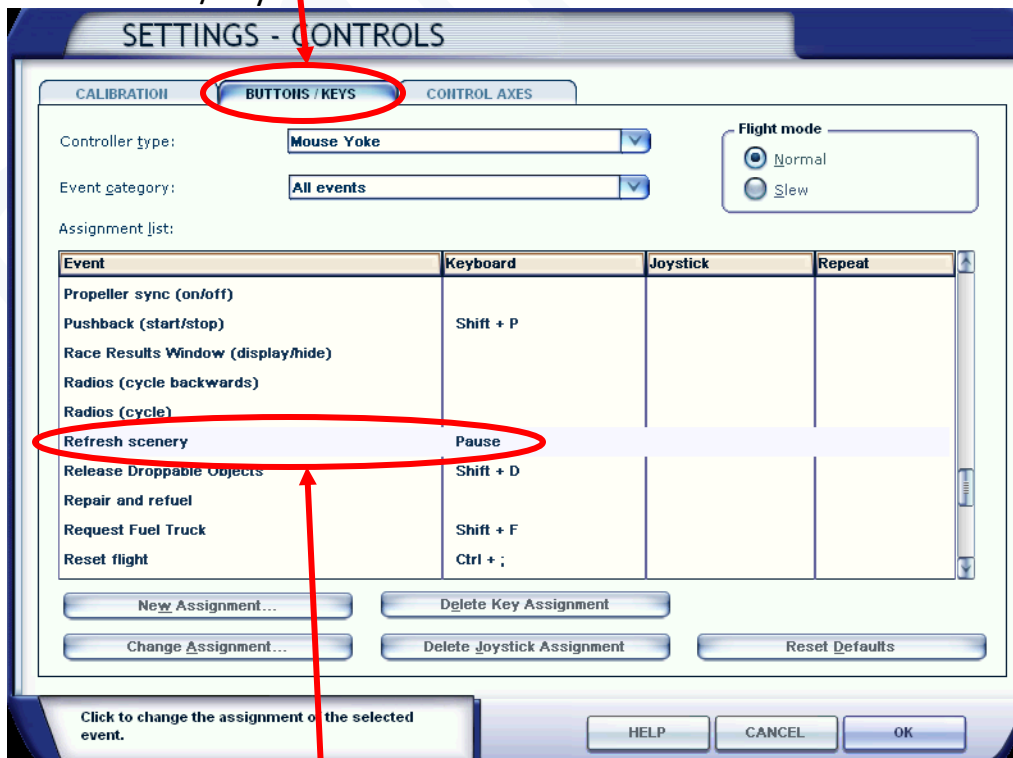 SETTINGS - CONTROLS
CALIBRATION BUTTONS / KEYS CONTROL AXES
Controller type: Mouse Yoke
Flight mode
Normal
Event category: All events
Slew
Assignment list:
Event Keyboard Joystick Repeat
Propeller sync (on/off)
Pushback (start/stop) Shift + P
Race Results Window (display/hide)
Radios (cycle backwards)
Radios (cycle)
Refresh scenery Pause
Release Droppable Objects Shift + D
Repair and refuel
Request Fuel Truck Shift + F
Reset flight Ctrl + ;
New Assignment... Delete Key Assignment
Change Assignment... Delete Joystick Assignment Reset Defaults
Click to change the assignment of the selected
event.
HELP CANCEL OK